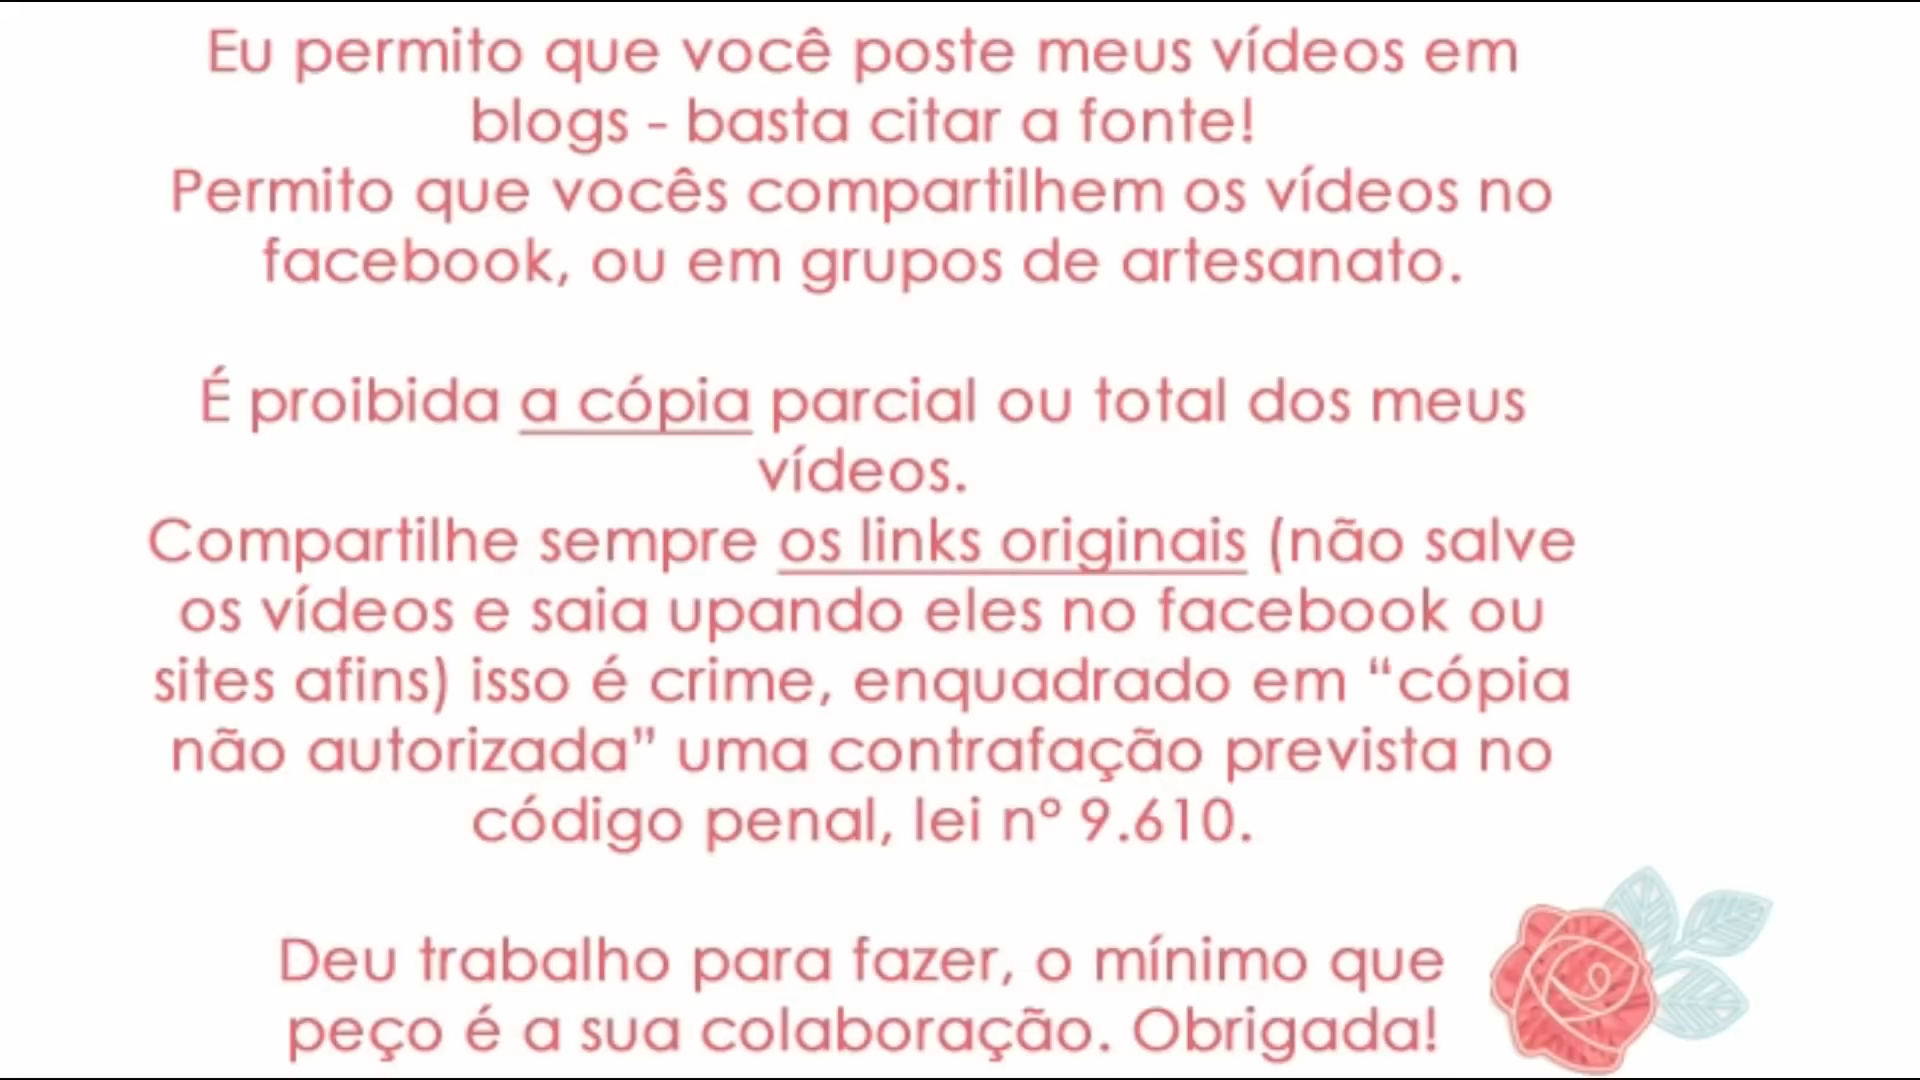 Eu permito que você poste meus vídeos em
blogs - basta citar a fonte!
Permito que vocês compartilhem os vídeos no
facebook, ou em grupos de artesanato.
É proibida a cópia parcial ou total dos meus
vídeos.
Compartilhe sempre os links originais (não salve
os vídeos e saia upando eles no facebook ou
sites afins) isso é crime, enquadrado em “cópia
não autorizada” uma contrafação prevista no
código penal, lei nº 9.610.
Deu trabalho para fazer, o mínimo que
peço é a sua colaboração. Obrigada!